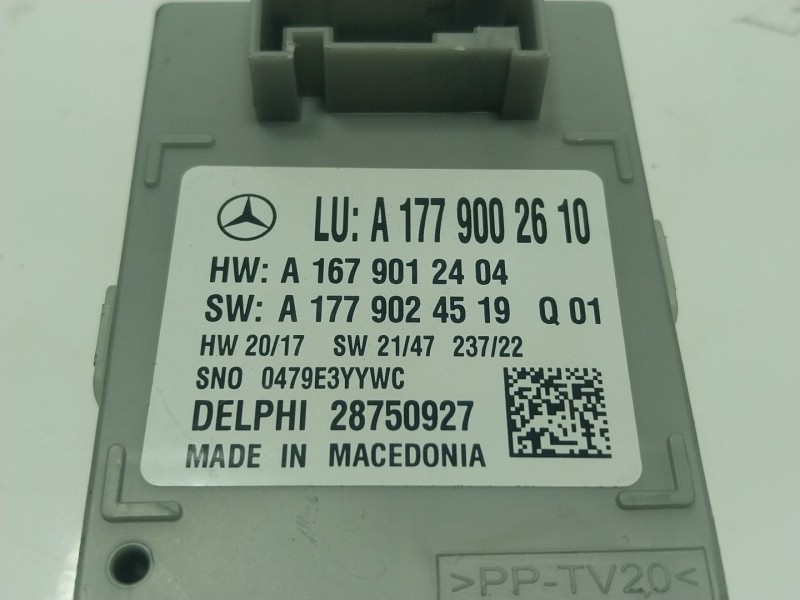 LU: A 177 900 26 10
HW: A 167 901 24 04
SW: A 177 902 45 19 Q 01
HW 20/17 SW 21/47 237/22
SNO 0479E3YYWC
DELPHI 28750927
MADE IN MACEDONIA
>PP-TV20<